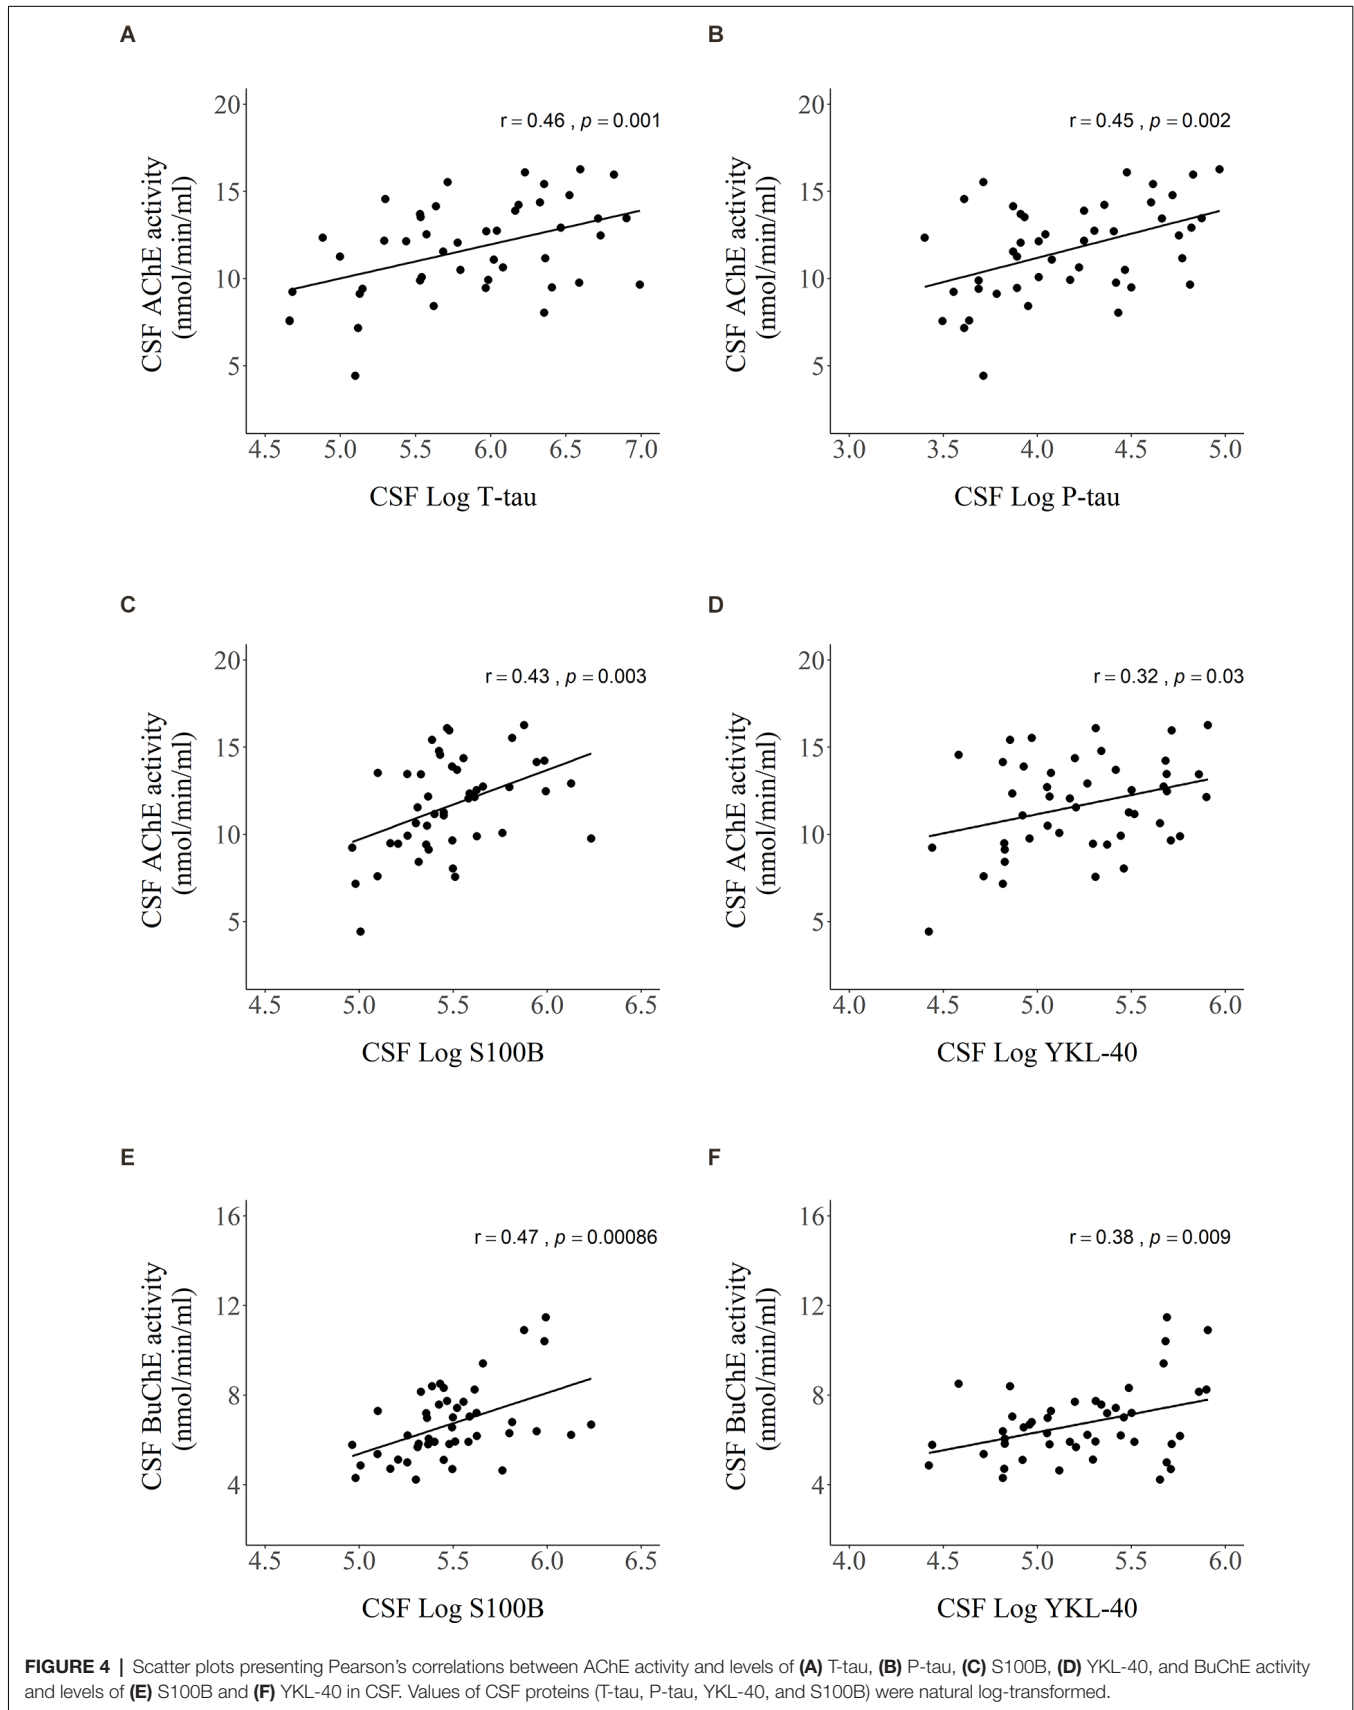 A
CSF AChE activity
(nmol/min/ml)
20
15
10
5
r = 0.46 , p = 0.001
4.5 5.0 5.5 6.0 6.5 7.0
CSF Log T-tau
B
CSF AChE activity
(nmol/min/ml)
20
15
10
5
r = 0.45 , p = 0.002
3.0 3.5 4.0 4.5 5.0
CSF Log P-tau
C
CSF AChE activity
(nmol/min/ml)
20
15
10
5
r = 0.43 , p = 0.003
4.5 5.0 5.5 6.0 6.5
CSF Log S100B
D
CSF AChE activity
(nmol/min/ml)
20
15
10
5
r = 0.32 , p = 0.03
4.0 4.5 5.0 5.5 6.0
CSF Log YKL-40
E
CSF BuChE activity
(nmol/min/ml)
16
12
8
4
r = 0.47 , p = 0.00086
4.5 5.0 5.5 6.0 6.5
CSF Log S100B
F
CSF BuChE activity
(nmol/min/ml)
16
12
8
4
r = 0.38 , p = 0.009
4.0 4.5 5.0 5.5 6.0
CSF Log YKL-40
FIGURE 4 | Scatter plots presenting Pearson's correlations between AChE activity and levels of (A) T-tau, (B) P-tau, (C) S100B, (D) YKL-40, and BuChE activity
and levels of (E) S100B and (F) YKL-40 in CSF. Values of CSF proteins (T-tau, P-tau, YKL-40, and S100B) were natural log-transformed.